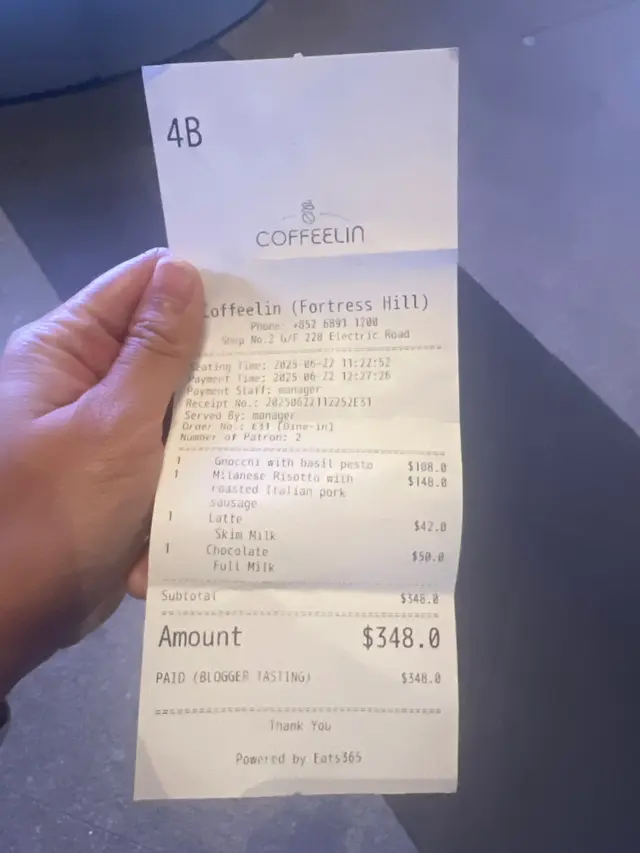 4B
COFFEELIN
Coffeelin (Fortress Hill)
Phone: +852 6891 1200
Shop No.2 G/F 228 Electric Road
Seating Time: 2025-06-22 11:22:52
Payment Time: 2025-06-22 12:27:26
Payment Staff: manager
Receipt No.: 20250622112252E31
Served By: manager
Order No.: E31 [Dine-in]
Number of Patron: 2
1 Gnocchi with basil pesto $108.0
1 Milanese Risotto with $148.0
roasted Italian pork
sausage
1 Latte $42.0
Skim Milk
1 Chocolate $50.0
Full Milk
Subtotal $348.0
Amount $348.0
PAID (BLOGGER TASTING) $348.0
Thank You
Powered by Eats365